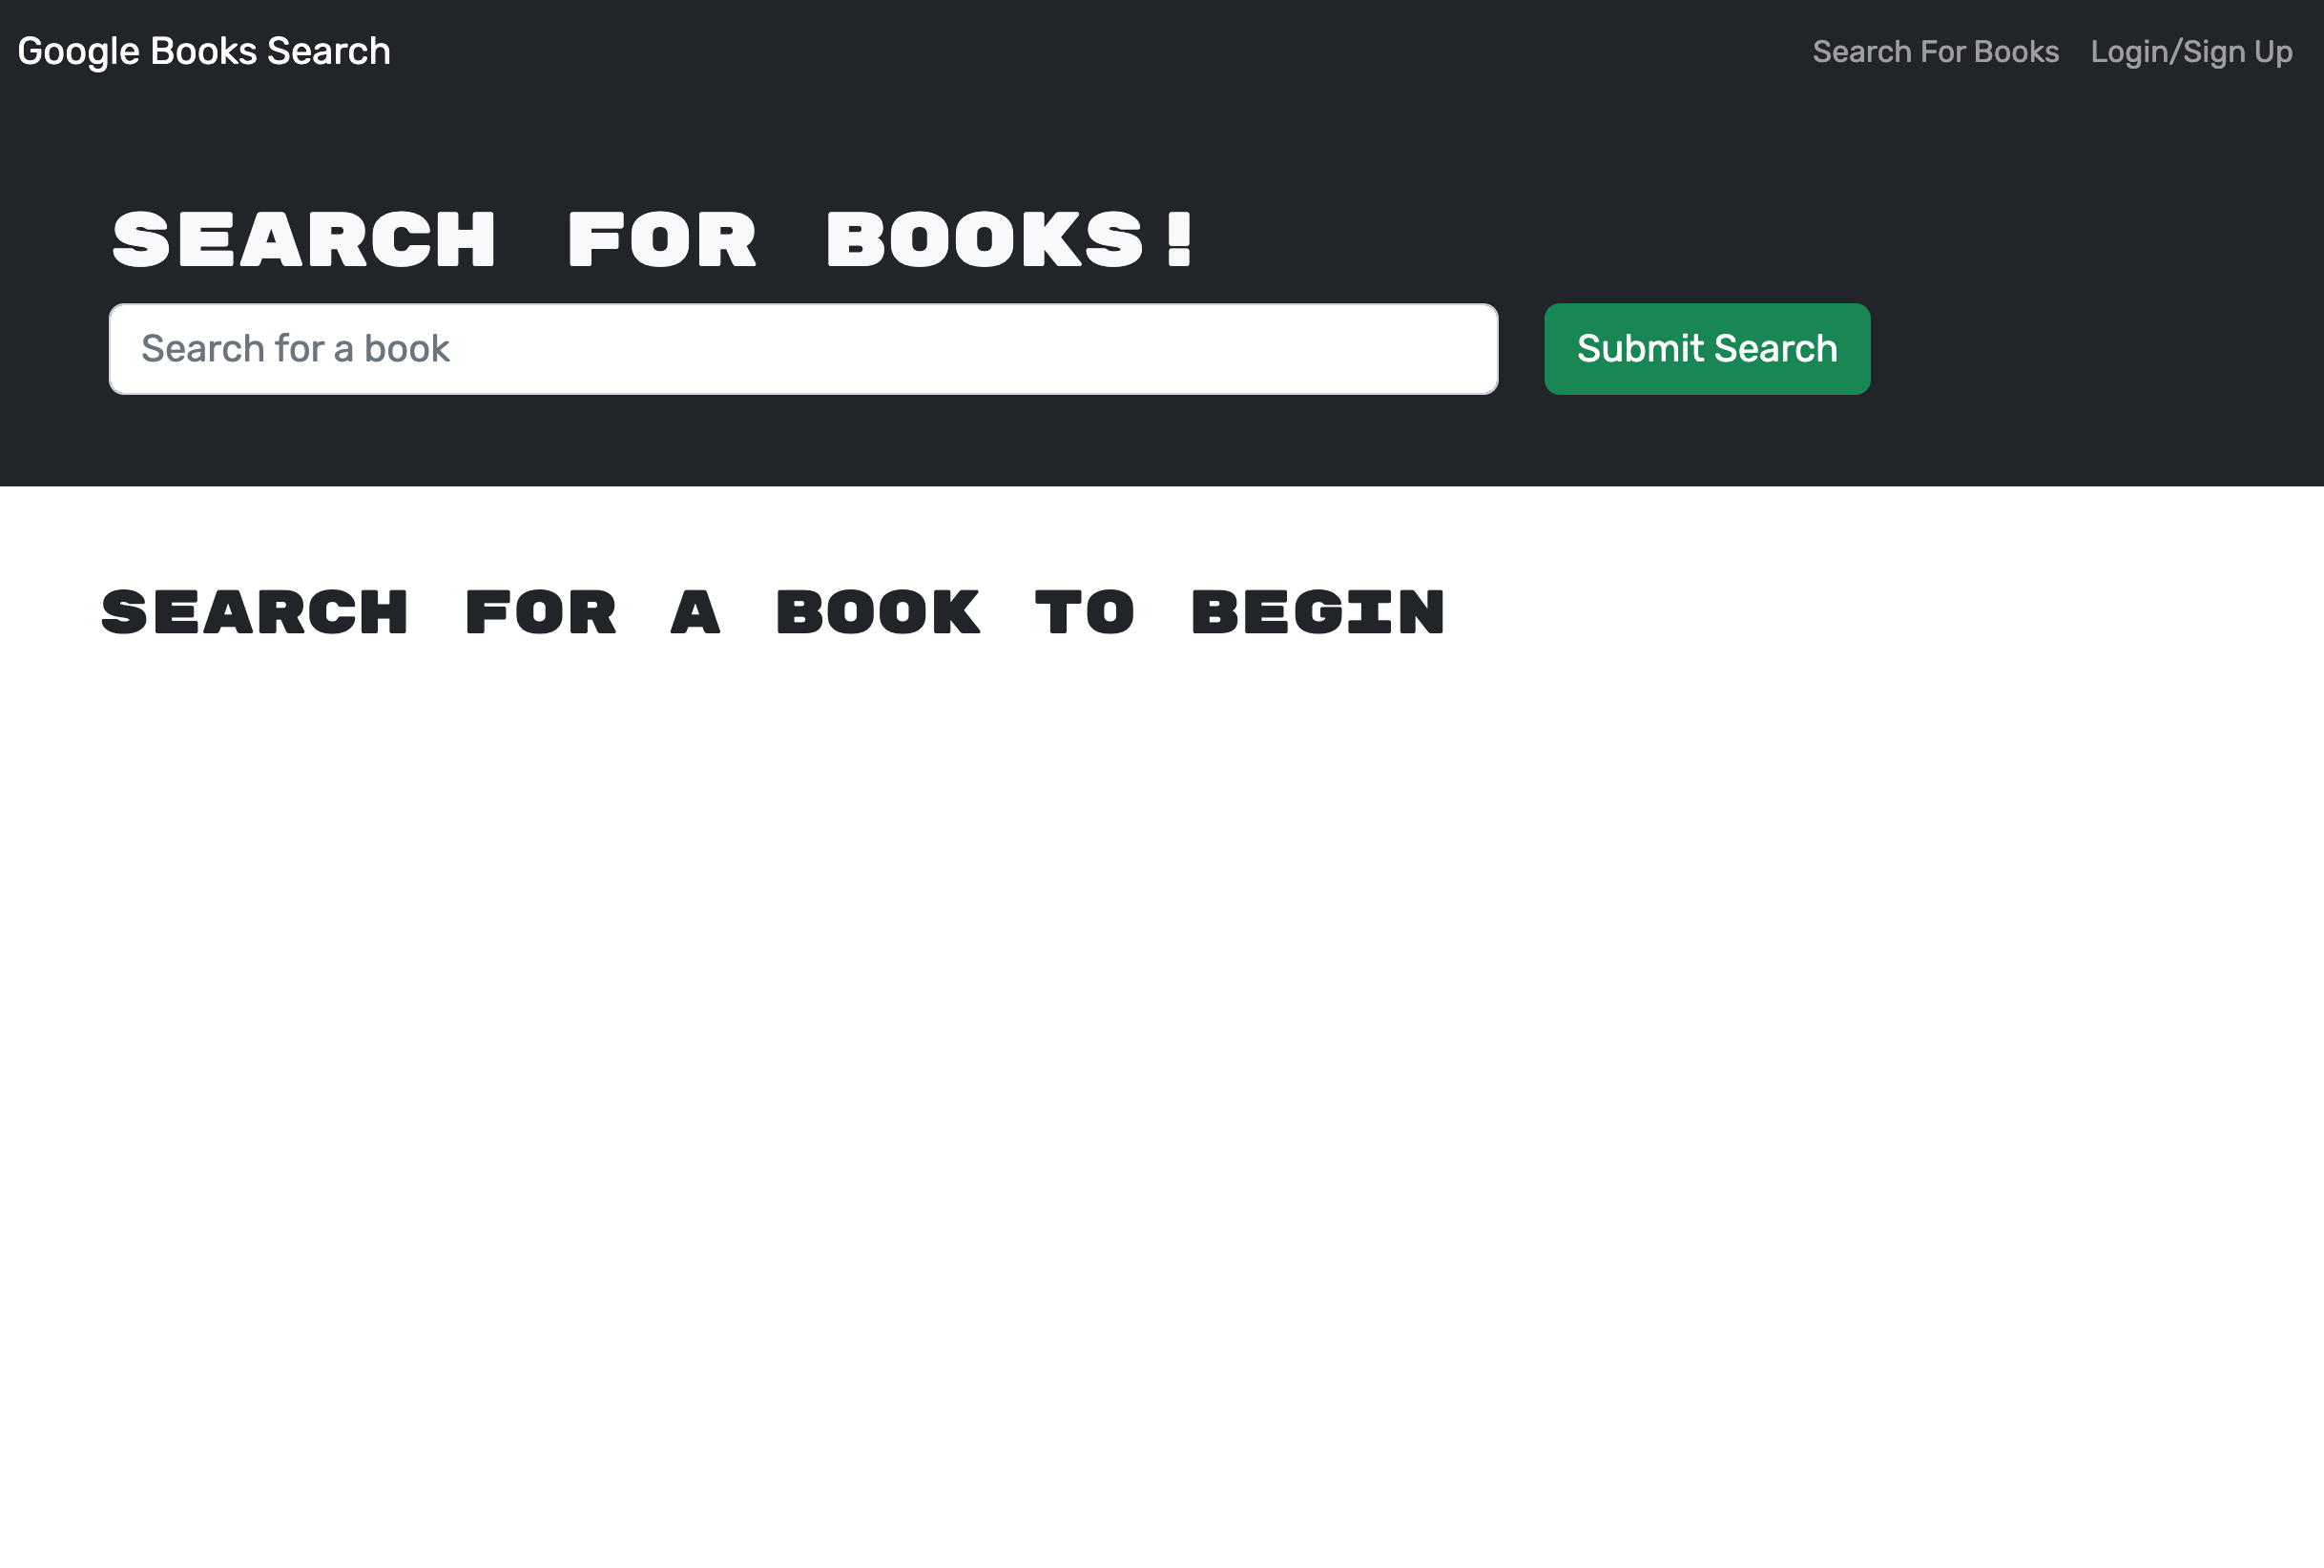 Google Books Search
Search For Books
Login/Sign Up
SEARCH FOR BOOKS!
Search for a book
Submit Search
SEARCH FOR A BOOK TO BEGIN